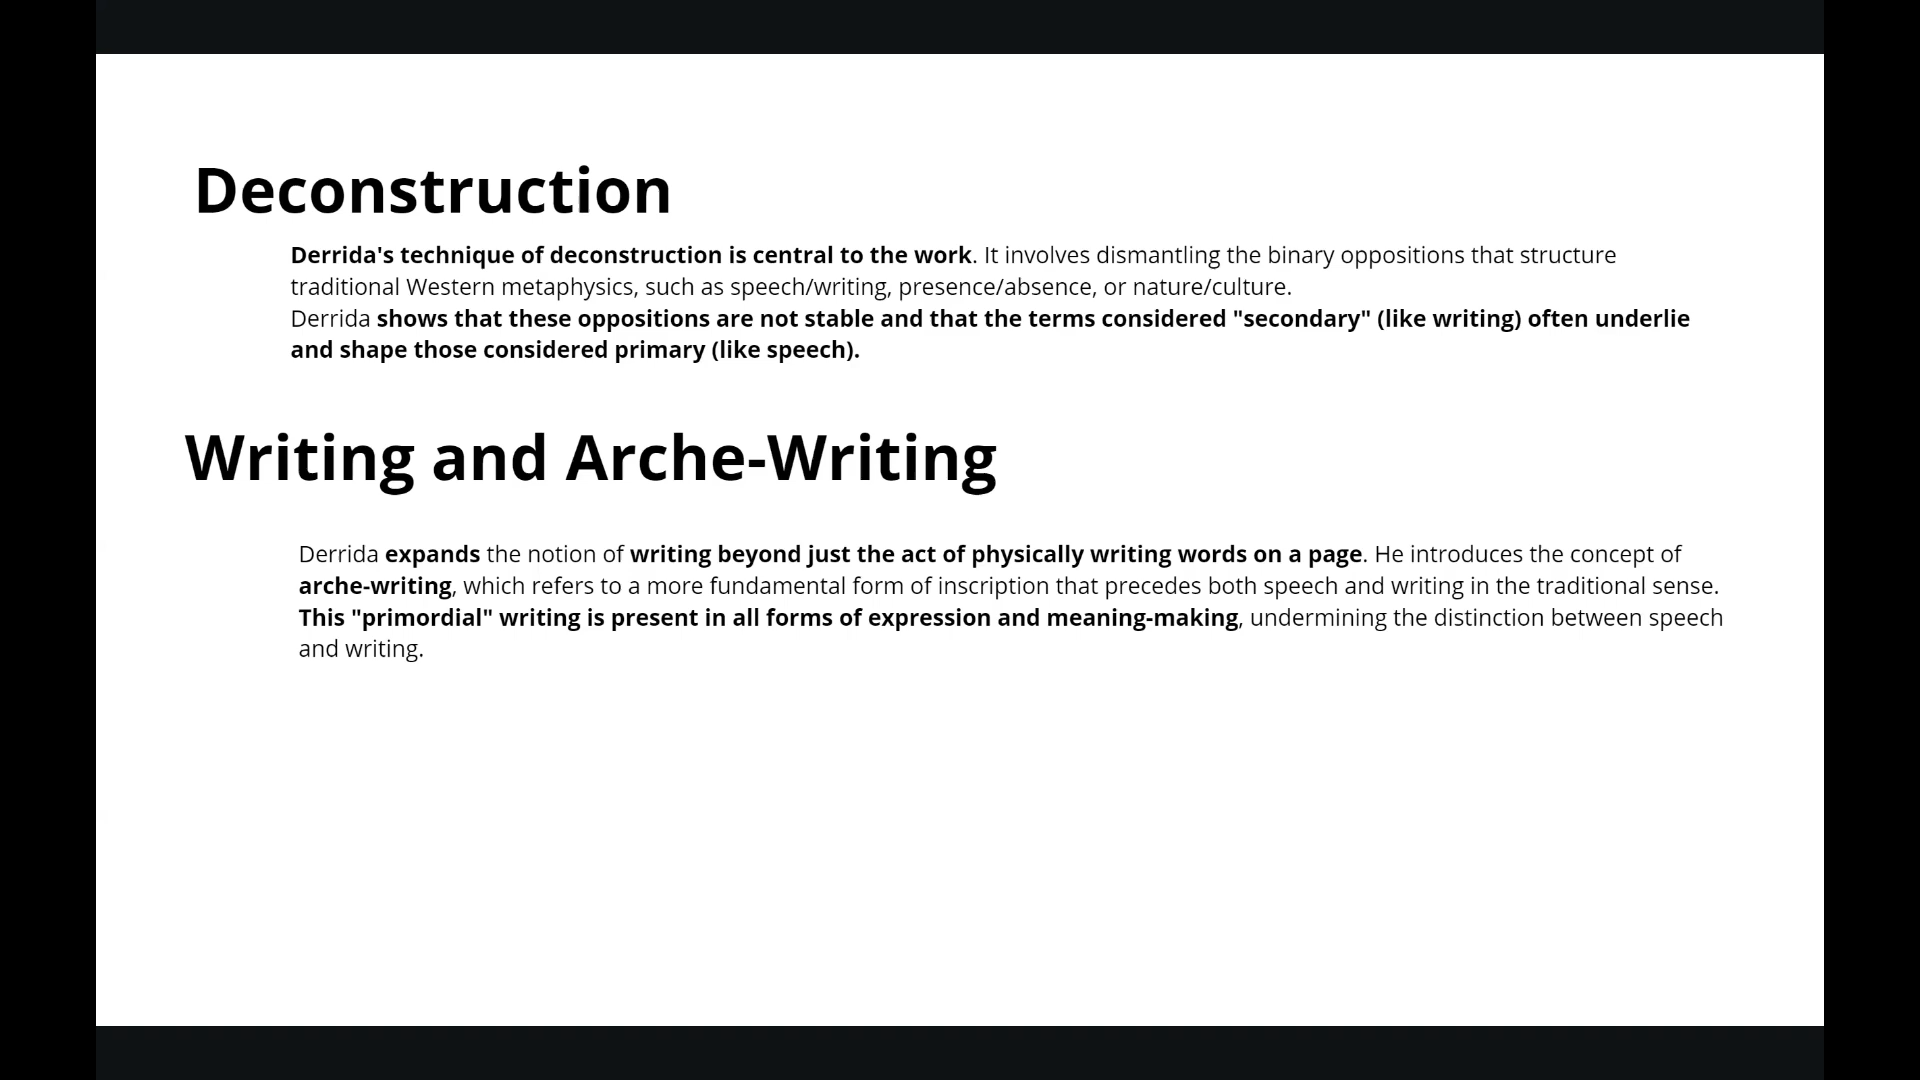 Deconstruction
Derrida's technique of deconstruction is central to the work. It involves dismantling the binary oppositions that structure
traditional Western metaphysics, such as speech/writing, presence/absence, or nature/culture.
Derrida shows that these oppositions are not stable and that the terms considered "secondary" (like writing) often underlie
and shape those considered primary (like speech).
Writing and Arche-Writing
Derrida expands the notion of writing beyond just the act of physically writing words on a page. He introduces the concept of
arche-writing, which refers to a more fundamental form of inscription that precedes both speech and writing in the traditional sense.
This "primordial" writing is present in all forms of expression and meaning-making, undermining the distinction between speech
and writing.